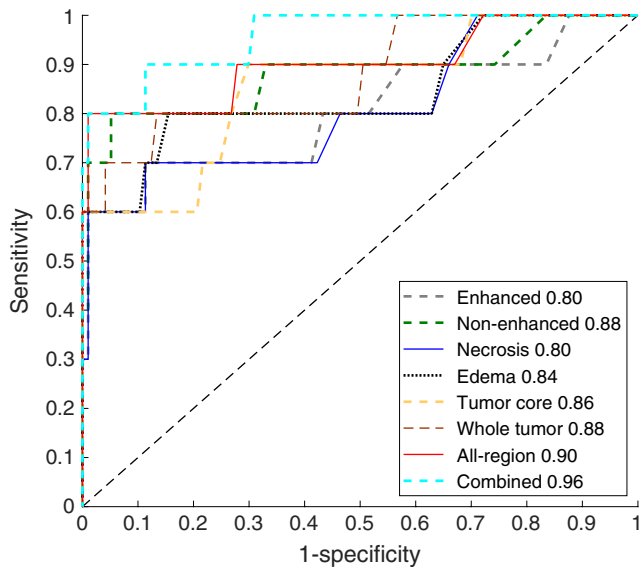 1
0.9
0.8
0.7
0.6
0.5
0.4
0.3
0.2
0.1
0
Sensitivity
Enhanced 0.80
Non-enhanced 0.88
Necrosis 0.80
Edema 0.84
Tumor core 0.86
Whole tumor 0.88
All-region 0.90
Combined 0.96
0 0.1 0.2 0.3 0.4 0.5 0.6 0.7 0.8 0.9 1
1-specificity